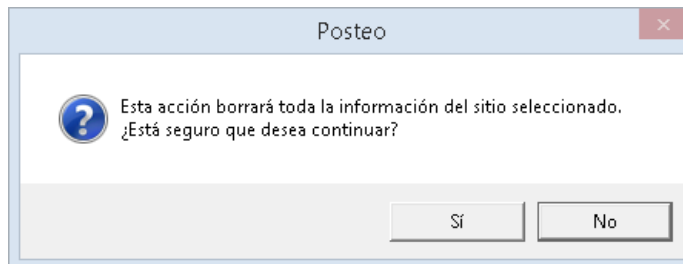 Posteo
Esta acción borrará toda la información del sitio seleccionado.
¿Está seguro que desea continuar?
Sí
No